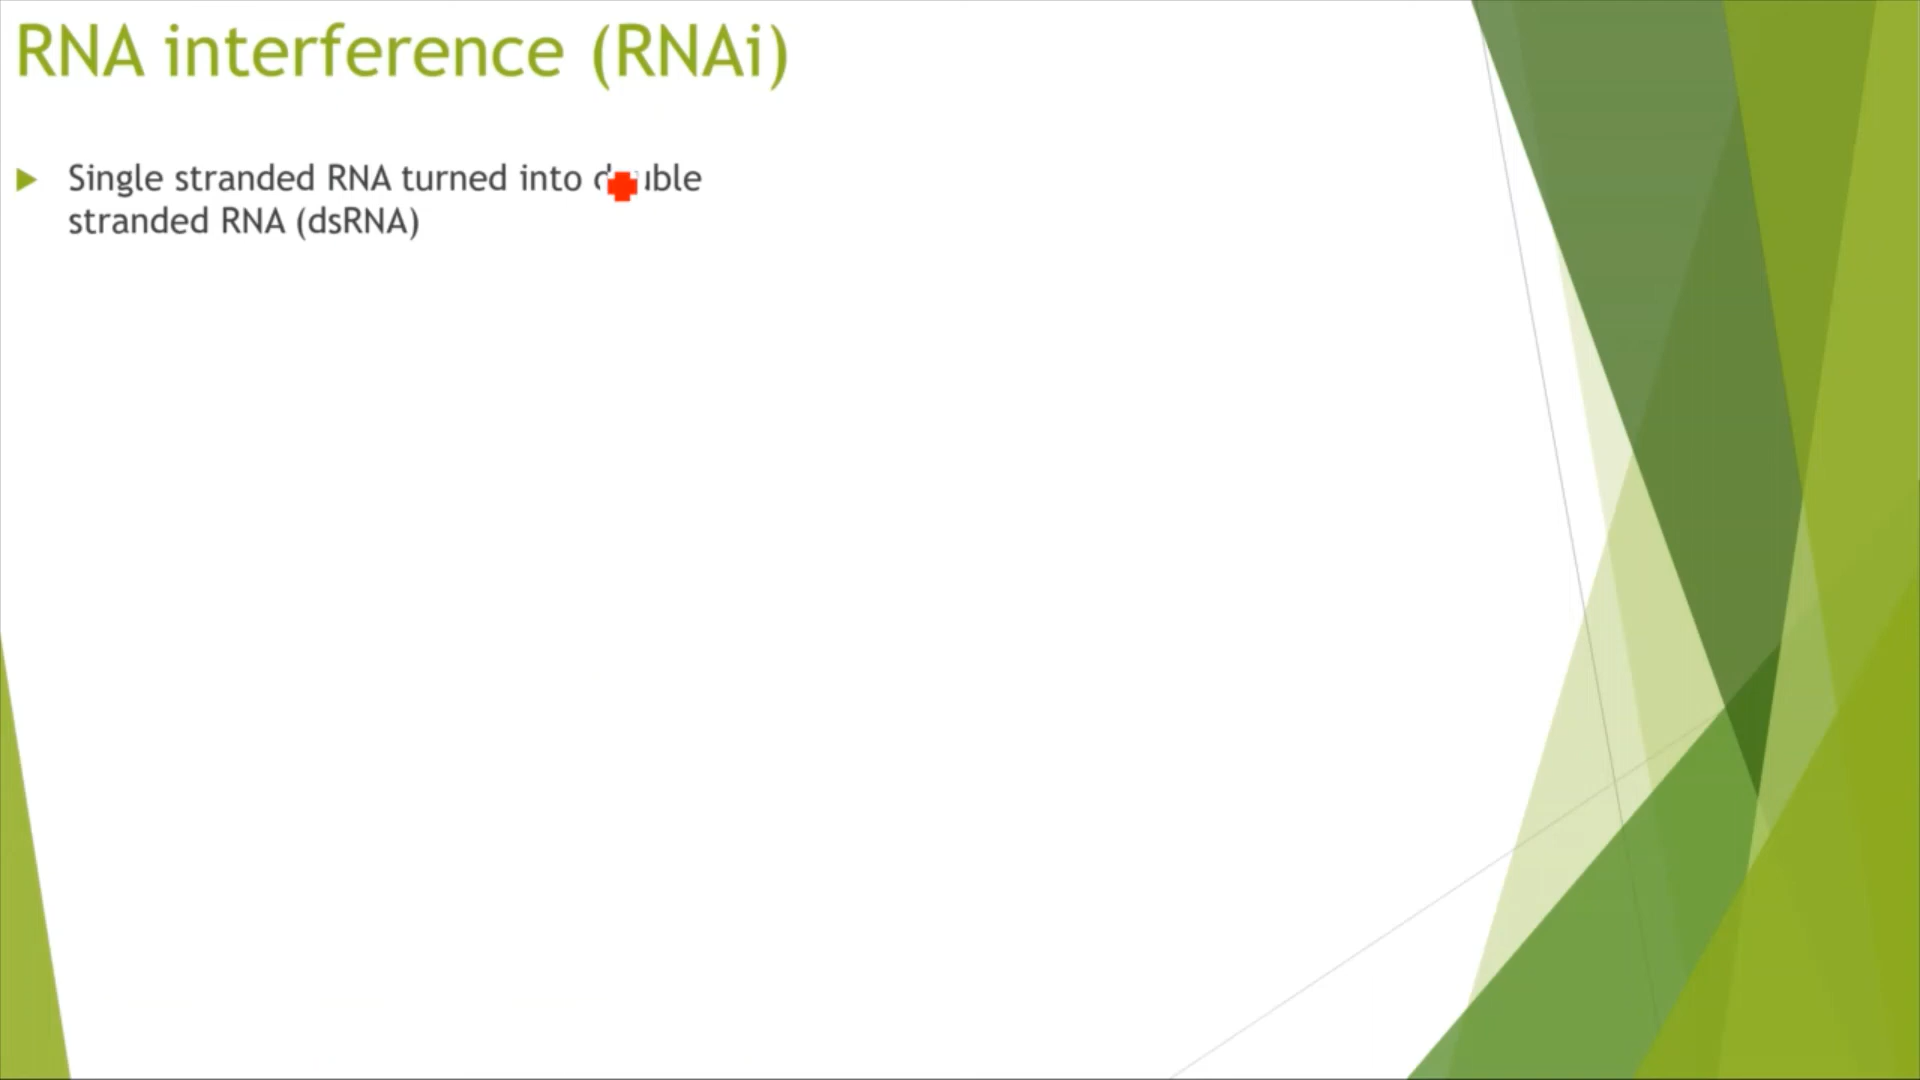 RNA interference (RNAi)
Single stranded RNA turned into double
stranded RNA (dsRNA)